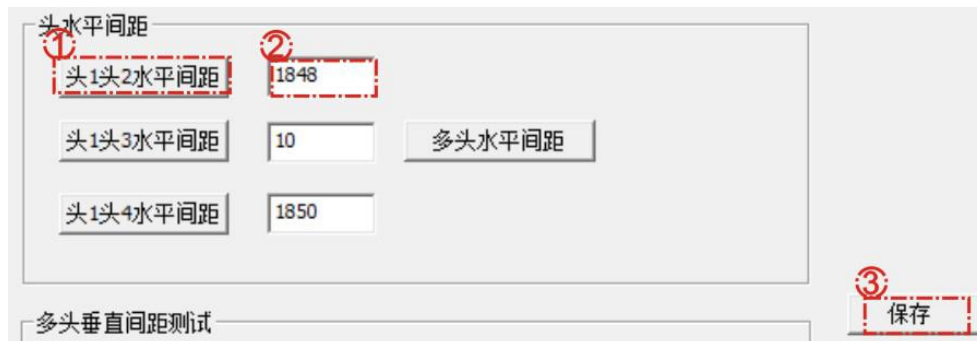 头水平间距
①
②
头1头2水平间距 1848
头1头3水平间距 10 多头水平间距
头1头4水平间距 1850
③
保存
多头垂直间距测试